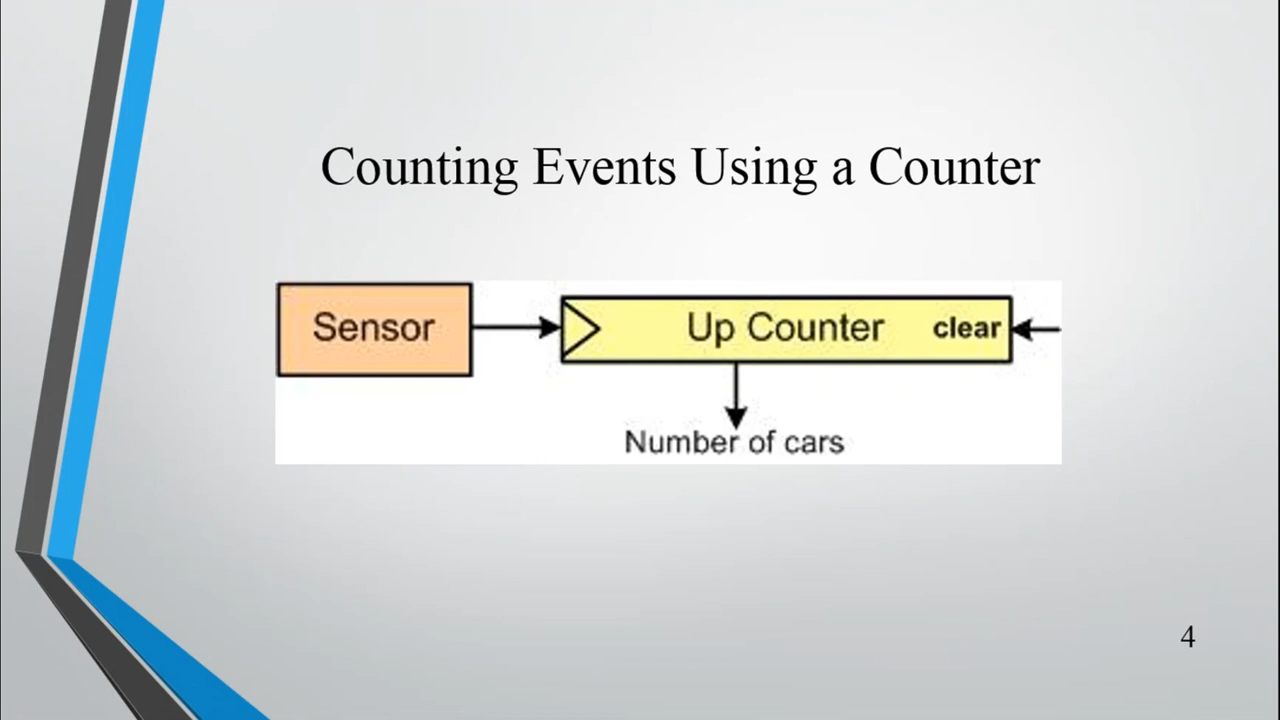 Counting Events Using a Counter
Sensor
Up Counter
clear
Number of cars
4